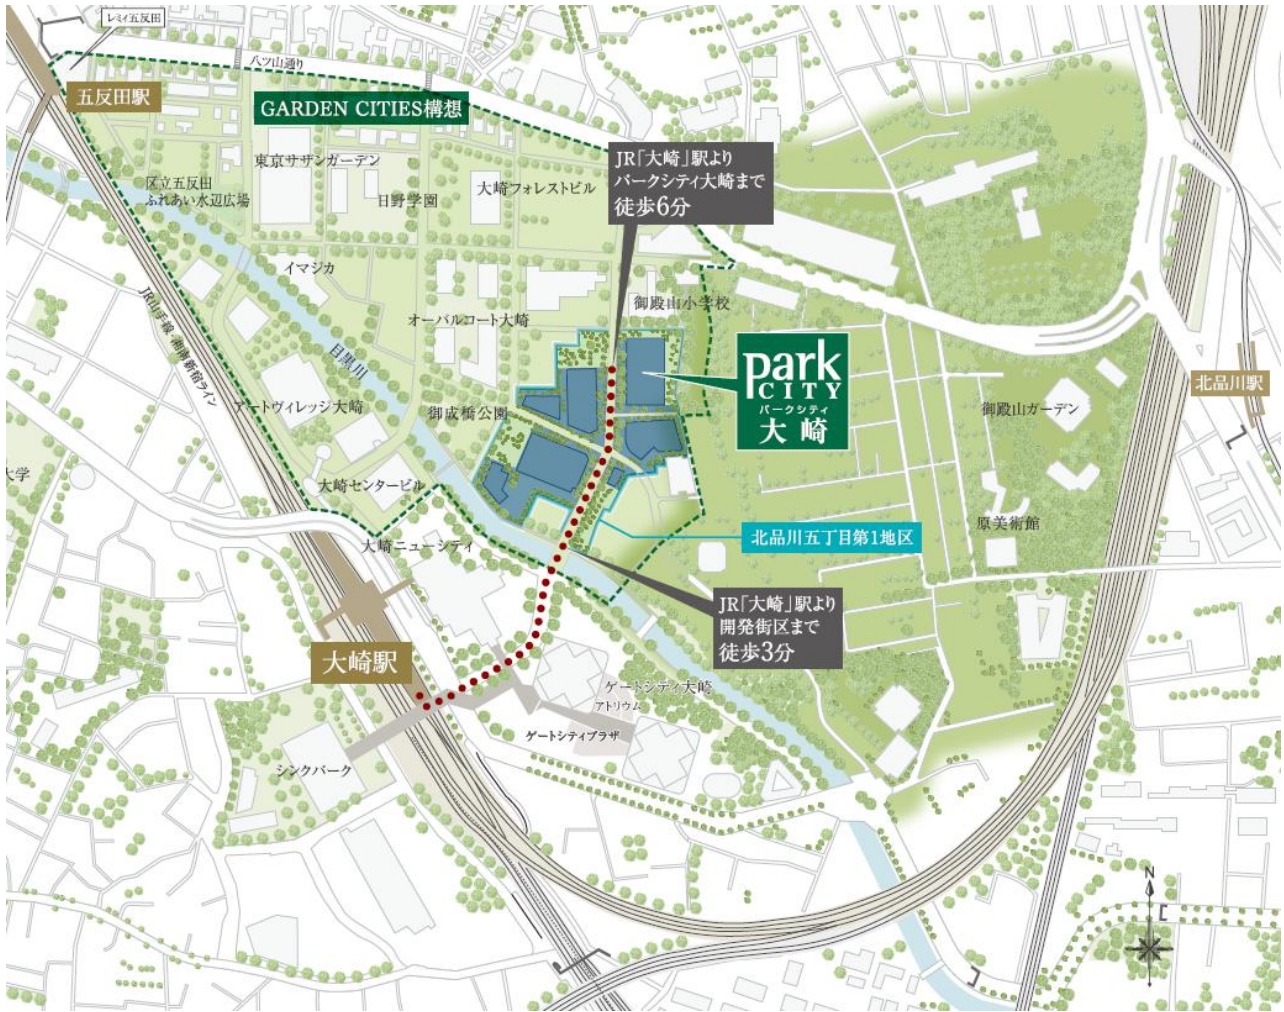 レミィ五反田
八ツ山通り
五反田駅
GARDEN CITIES構想
JR「大崎」駅より
パークシティ大崎まで
徒歩6分
東京サザンガーデン
区立五反田
ふれあい水辺広場
日野学園
大崎フォレストビル
イマジカ
御殿山小学校
JR山手線・湘南新宿ライン
オーバルコート大崎
目黒川
park
CITY
パークシティ
大崎
北品川駅
アートヴィレッジ大崎
御成橋公園
御殿山ガーデン
大学
大崎センタービル
原美術館
北品川五丁目第1地区
大崎ニューシティ
JR「大崎」駅より
開発街区まで
徒歩3分
大崎駅
ゲートシティ大崎
アトリウム
ゲートシティプラザ
シンクパーク
N